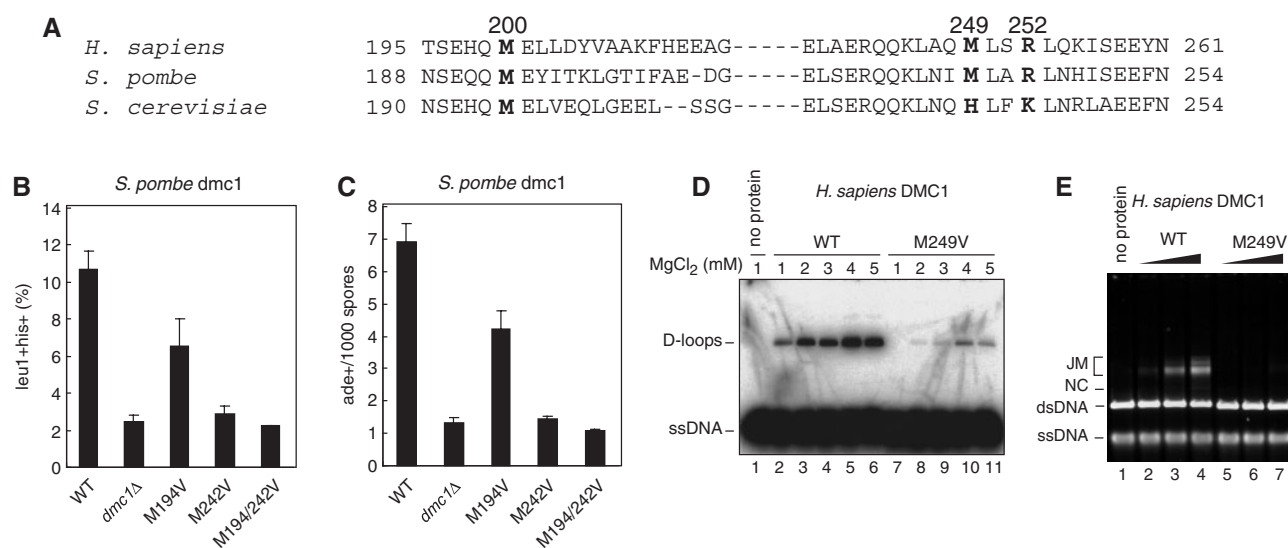 A
200 249 252
H. sapiens 195 TSEHQ M ELLDYVAAKFHEEAG-----ELAERQQKLAQ M LS R LQKISEEYN 261
S. pombe 188 NSEQQ M EYITKLGTIFAE-DG-----ELSERQQKLNI M LA R LNHISEEFN 254
S. cerevisiae 190 NSEHQ M ELVEQLGEEL--SSG-----ELSERQQKLNQ H LF K LNRLAEEFN 254
B
S. pombe dmc1
leu1+his+ (%)
14
12
10
8
6
4
2
0
WT dmc1Δ M194V M242V M194/242V
C
S. pombe dmc1
ade+/1000 spores
8
7
6
5
4
3
2
1
0
WT dmc1Δ M194V M242V M194/242V
D
no protein
H. sapiens DMC1
WT M249V
MgCl2 (mM) 1 1 2 3 4 5 1 2 3 4 5
D-loops
ssDNA
1 2 3 4 5 6 7 8 9 10 11
E
no protein
H. sapiens DMC1
WT M249V
JM
NC
dsDNA
ssDNA
1 2 3 4 5 6 7